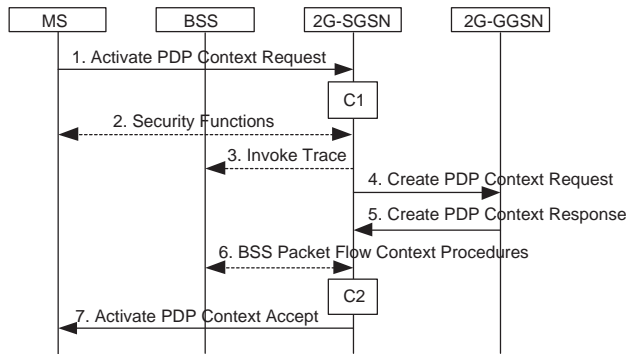 MS
BSS
2G-SGSN
2G-GGSN
1. Activate PDP Context Request
C1
2. Security Functions
3. Invoke Trace
4. Create PDP Context Request
5. Create PDP Context Response
6. BSS Packet Flow Context Procedures
C2
7. Activate PDP Context Accept